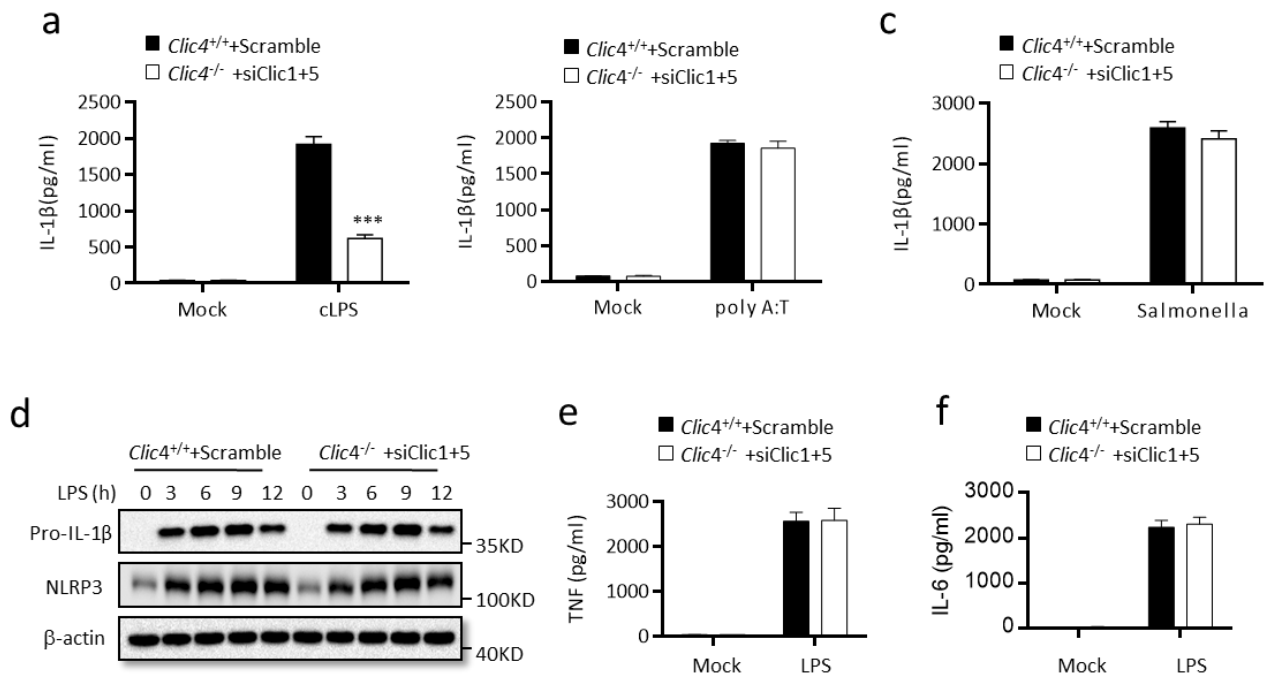 a
Clic4+/++Scramble
Clic4-/- +siClic1+5
2500
2000
1500
1000
500
0
IL-1β(pg/ml)
***
Mock
cLPS
Clic4+/++Scramble
Clic4-/- +siClic1+5
2500
2000
1500
1000
500
0
IL-1β(pg/ml)
Mock
poly A:T
c
Clic4+/++Scramble
Clic4-/- +siClic1+5
3000
2000
1000
0
IL-1β(pg/ml)
Mock
Salmonella
d
Clic4+/++Scramble
Clic4-/- +siClic1+5
LPS (h) 0 3 6 9 12 0 3 6 9 12
Pro-IL-1β
35KD
NLRP3
100KD
β-actin
40KD
e
Clic4+/++Scramble
Clic4-/- +siClic1+5
3000
2000
1000
0
TNF (pg/ml)
Mock
LPS
f
Clic4+/++Scramble
Clic4-/- +siClic1+5
3000
2000
1000
0
IL-6 (pg/ml)
Mock
LPS